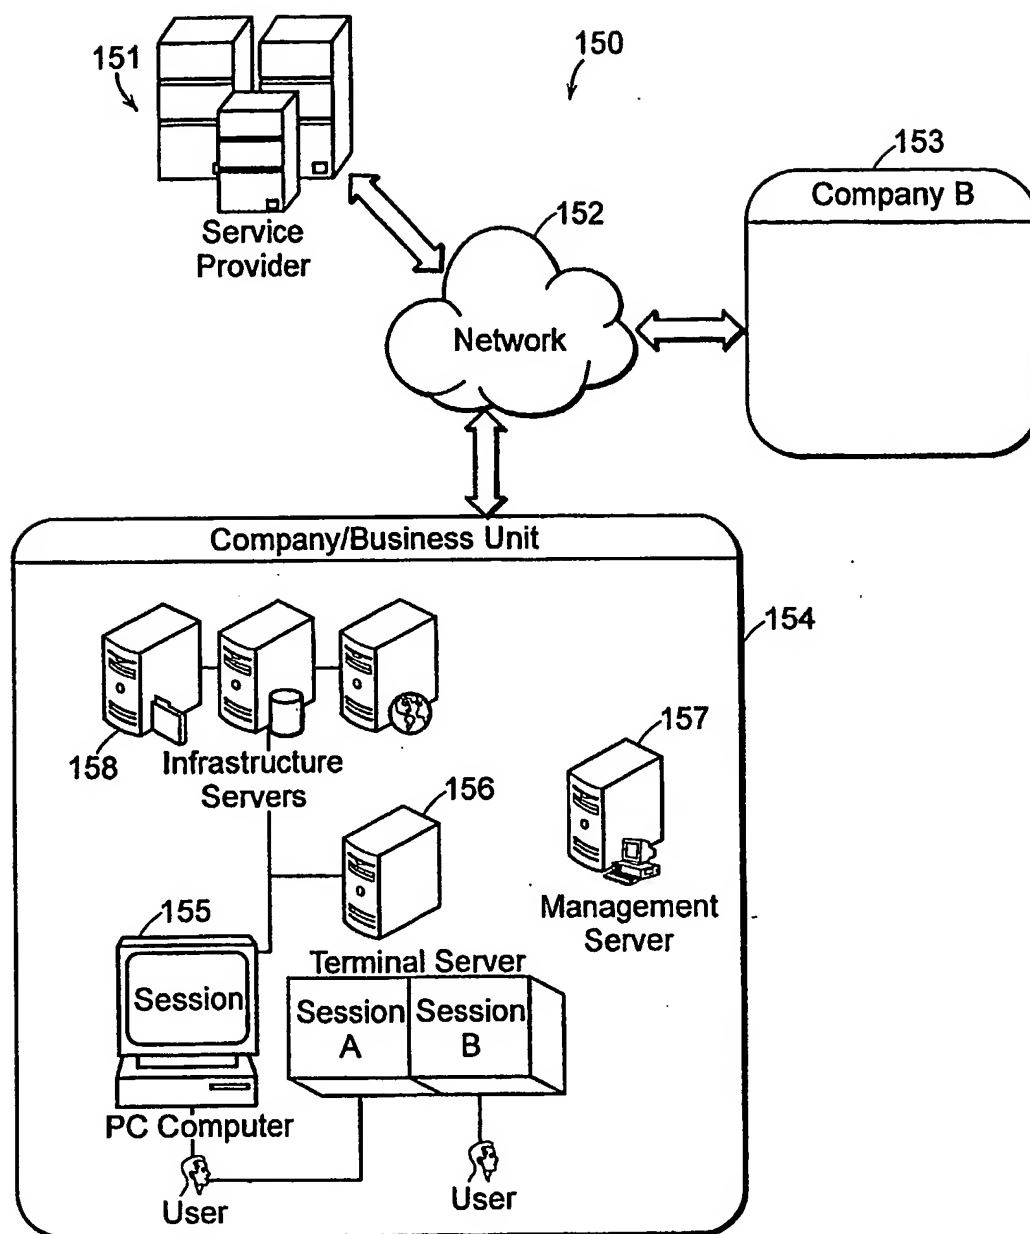 151
150
153
Company B
152
Service
Provider
Network
Company/Business Unit
154
157
158
Infrastructure
Servers
156
Management
Server
155
Terminal Server
Session
Session
A
Session
B
PC Computer
User
User